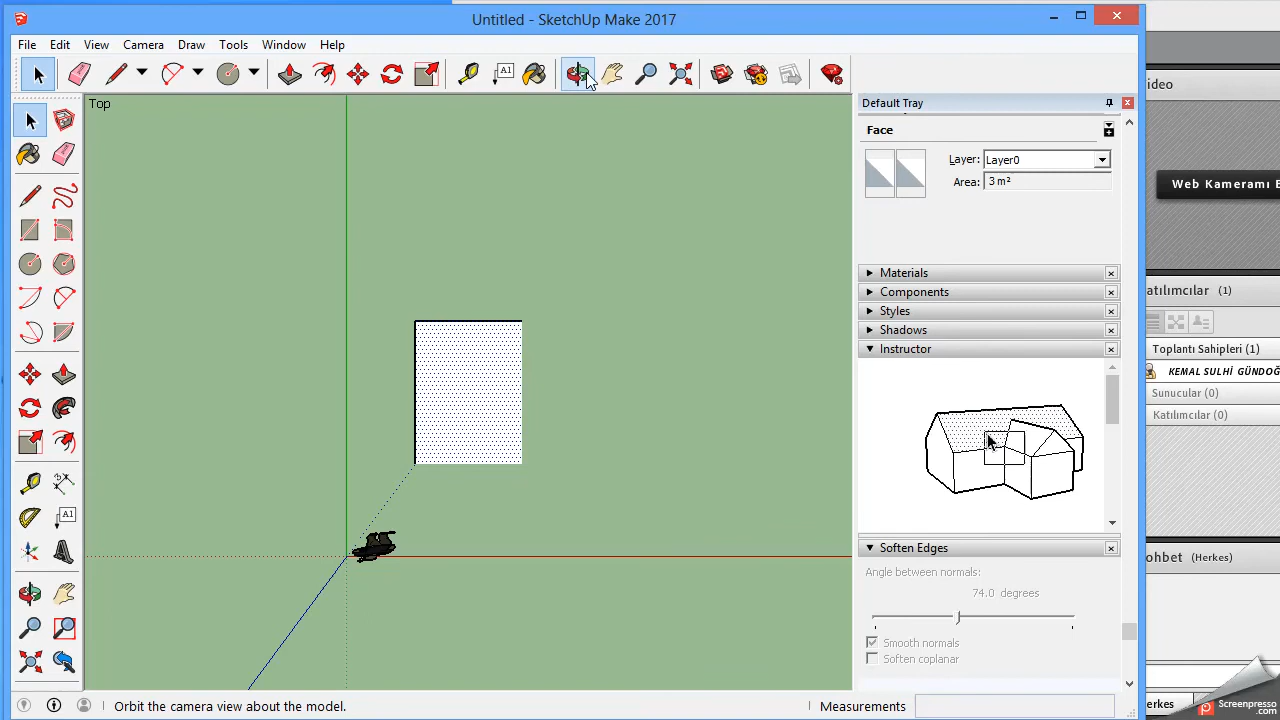 Untitled - SketchUp Make 2017
File Edit View Camera Draw Tools Window Help
A1
Top
Default Tray
Face
Layer: Layer0
Area: 3 m²
Materials
Components
Styles
Shadows
Instructor
Soften Edges
Angle between normals:
74.0 degrees
Smooth normals
Soften coplanar
A1
Orbit the camera view about the model.
Measurements
ideo
Web Kameramı E
atılımcılar (1)
Toplantı Sahipleri (1)
KEMAL SULHİ GÜNDOĞ
Sunucular (0)
Katılımcılar (0)
ohbet (Herkes)
erkes
Screenpresso
.com